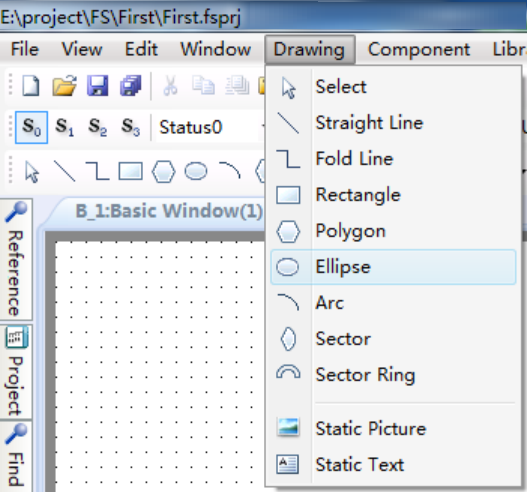 E:\project\FS\First\First.fsprj
File View Edit Window Drawing Component
S0 S1 S2 S3 Status0
B_1:Basic Window(1)
Reference
Project
Find
Select
Straight Line
Fold Line
Rectangle
Polygon
Ellipse
Arc
Sector
Sector Ring
Static Picture
Static Text